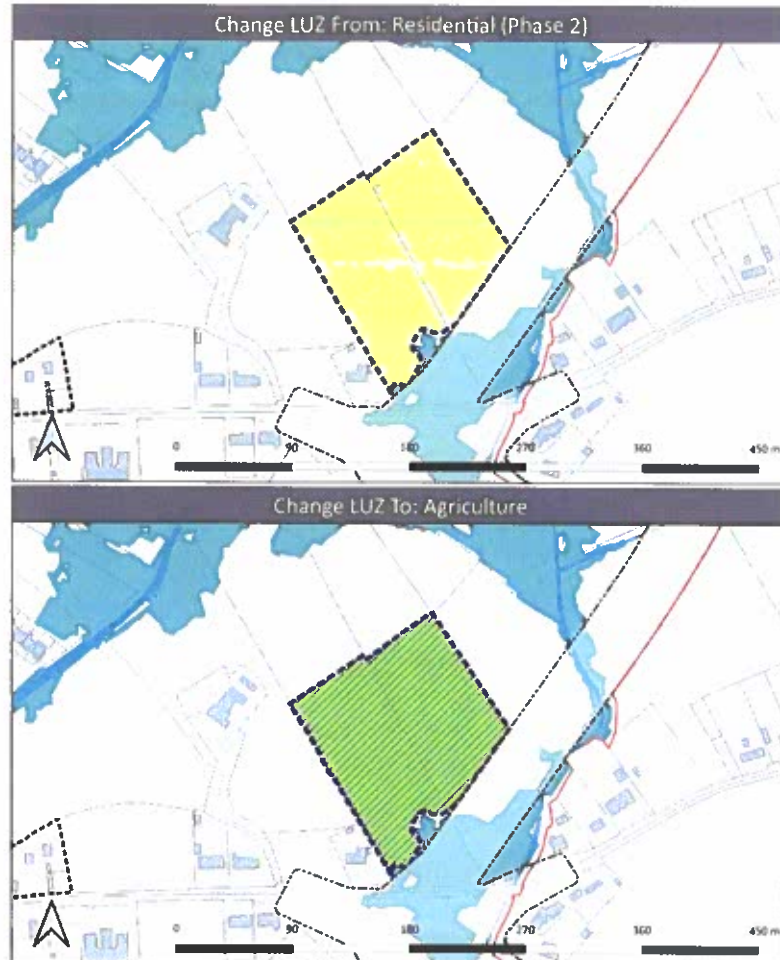 Change LUZ From: Residential (Phase 2)
0 90 180 270 360 450 m
Change LUZ To: Agriculture
0 90 180 270 360 450 m